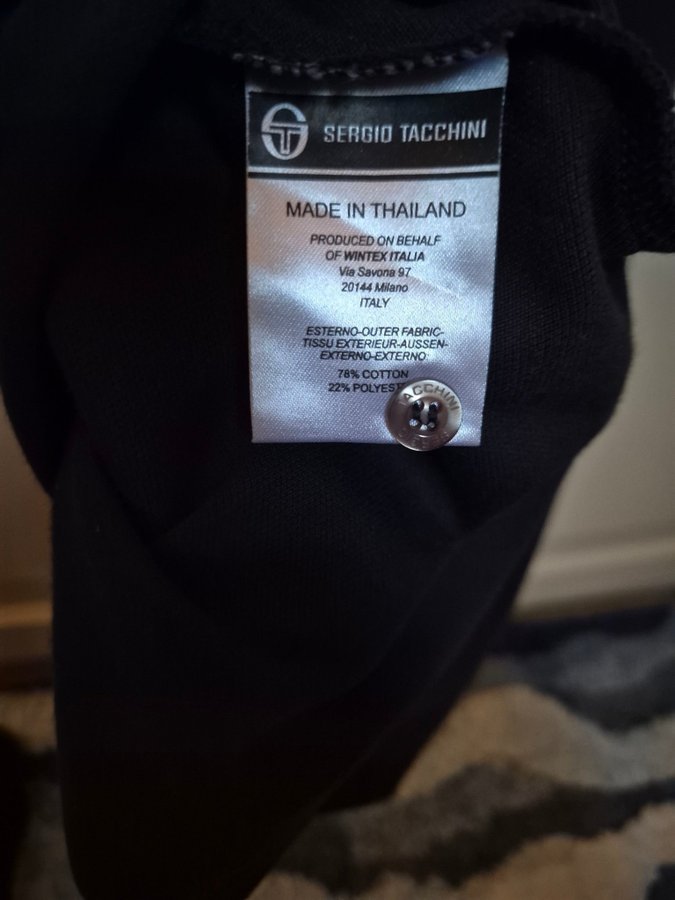 SERGIO TACCHINI
MADE IN THAILAND
PRODUCED ON BEHALF
OF WINTEX ITALIA
Via Savona 97
20144 Milano
ITALY
ESTERNO-OUTER FABRIC-
TISSU EXTERIEUR-AUSSEN-
EXTERNO-EXTERNO:
78% COTTON
22% POLYEST
TACCHINI